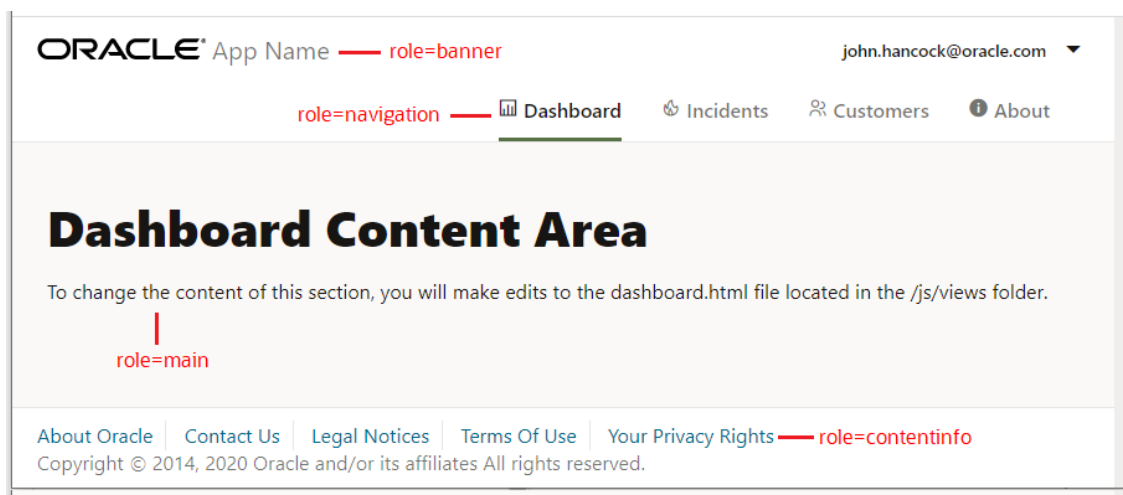 ORACLE® App Name role=banner john.hancock@oracle.com
role=navigation Dashboard Incidents Customers About
Dashboard Content Area
To change the content of this section, you will make edits to the dashboard.html file located in the /js/views folder.
role=main
About Oracle Contact Us Legal Notices Terms Of Use Your Privacy Rights role=contentinfo
Copyright © 2014, 2020 Oracle and/or its affiliates All rights reserved.